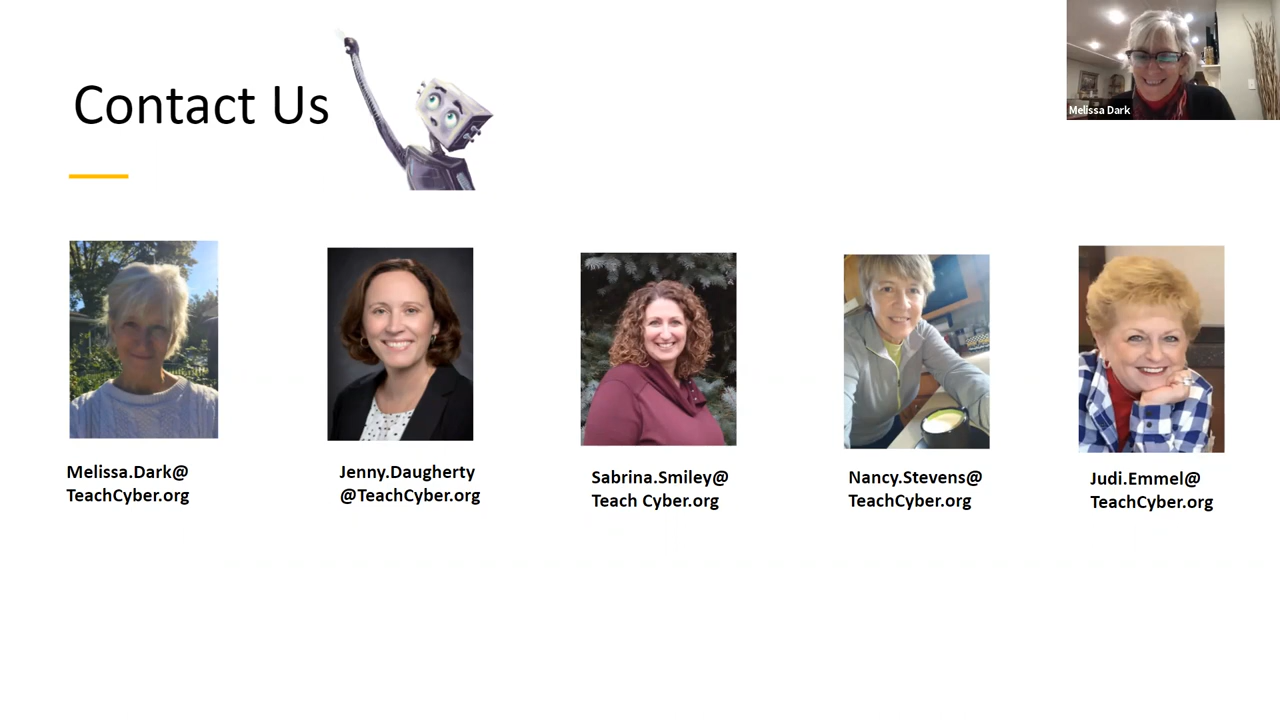 Contact Us
Melissa Dark
Melissa.Dark@
TeachCyber.org
Jenny.Daugherty
@TeachCyber.org
Sabrina.Smiley@
Teach Cyber.org
Nancy.Stevens@
TeachCyber.org
Judi.Emmel@
TeachCyber.org